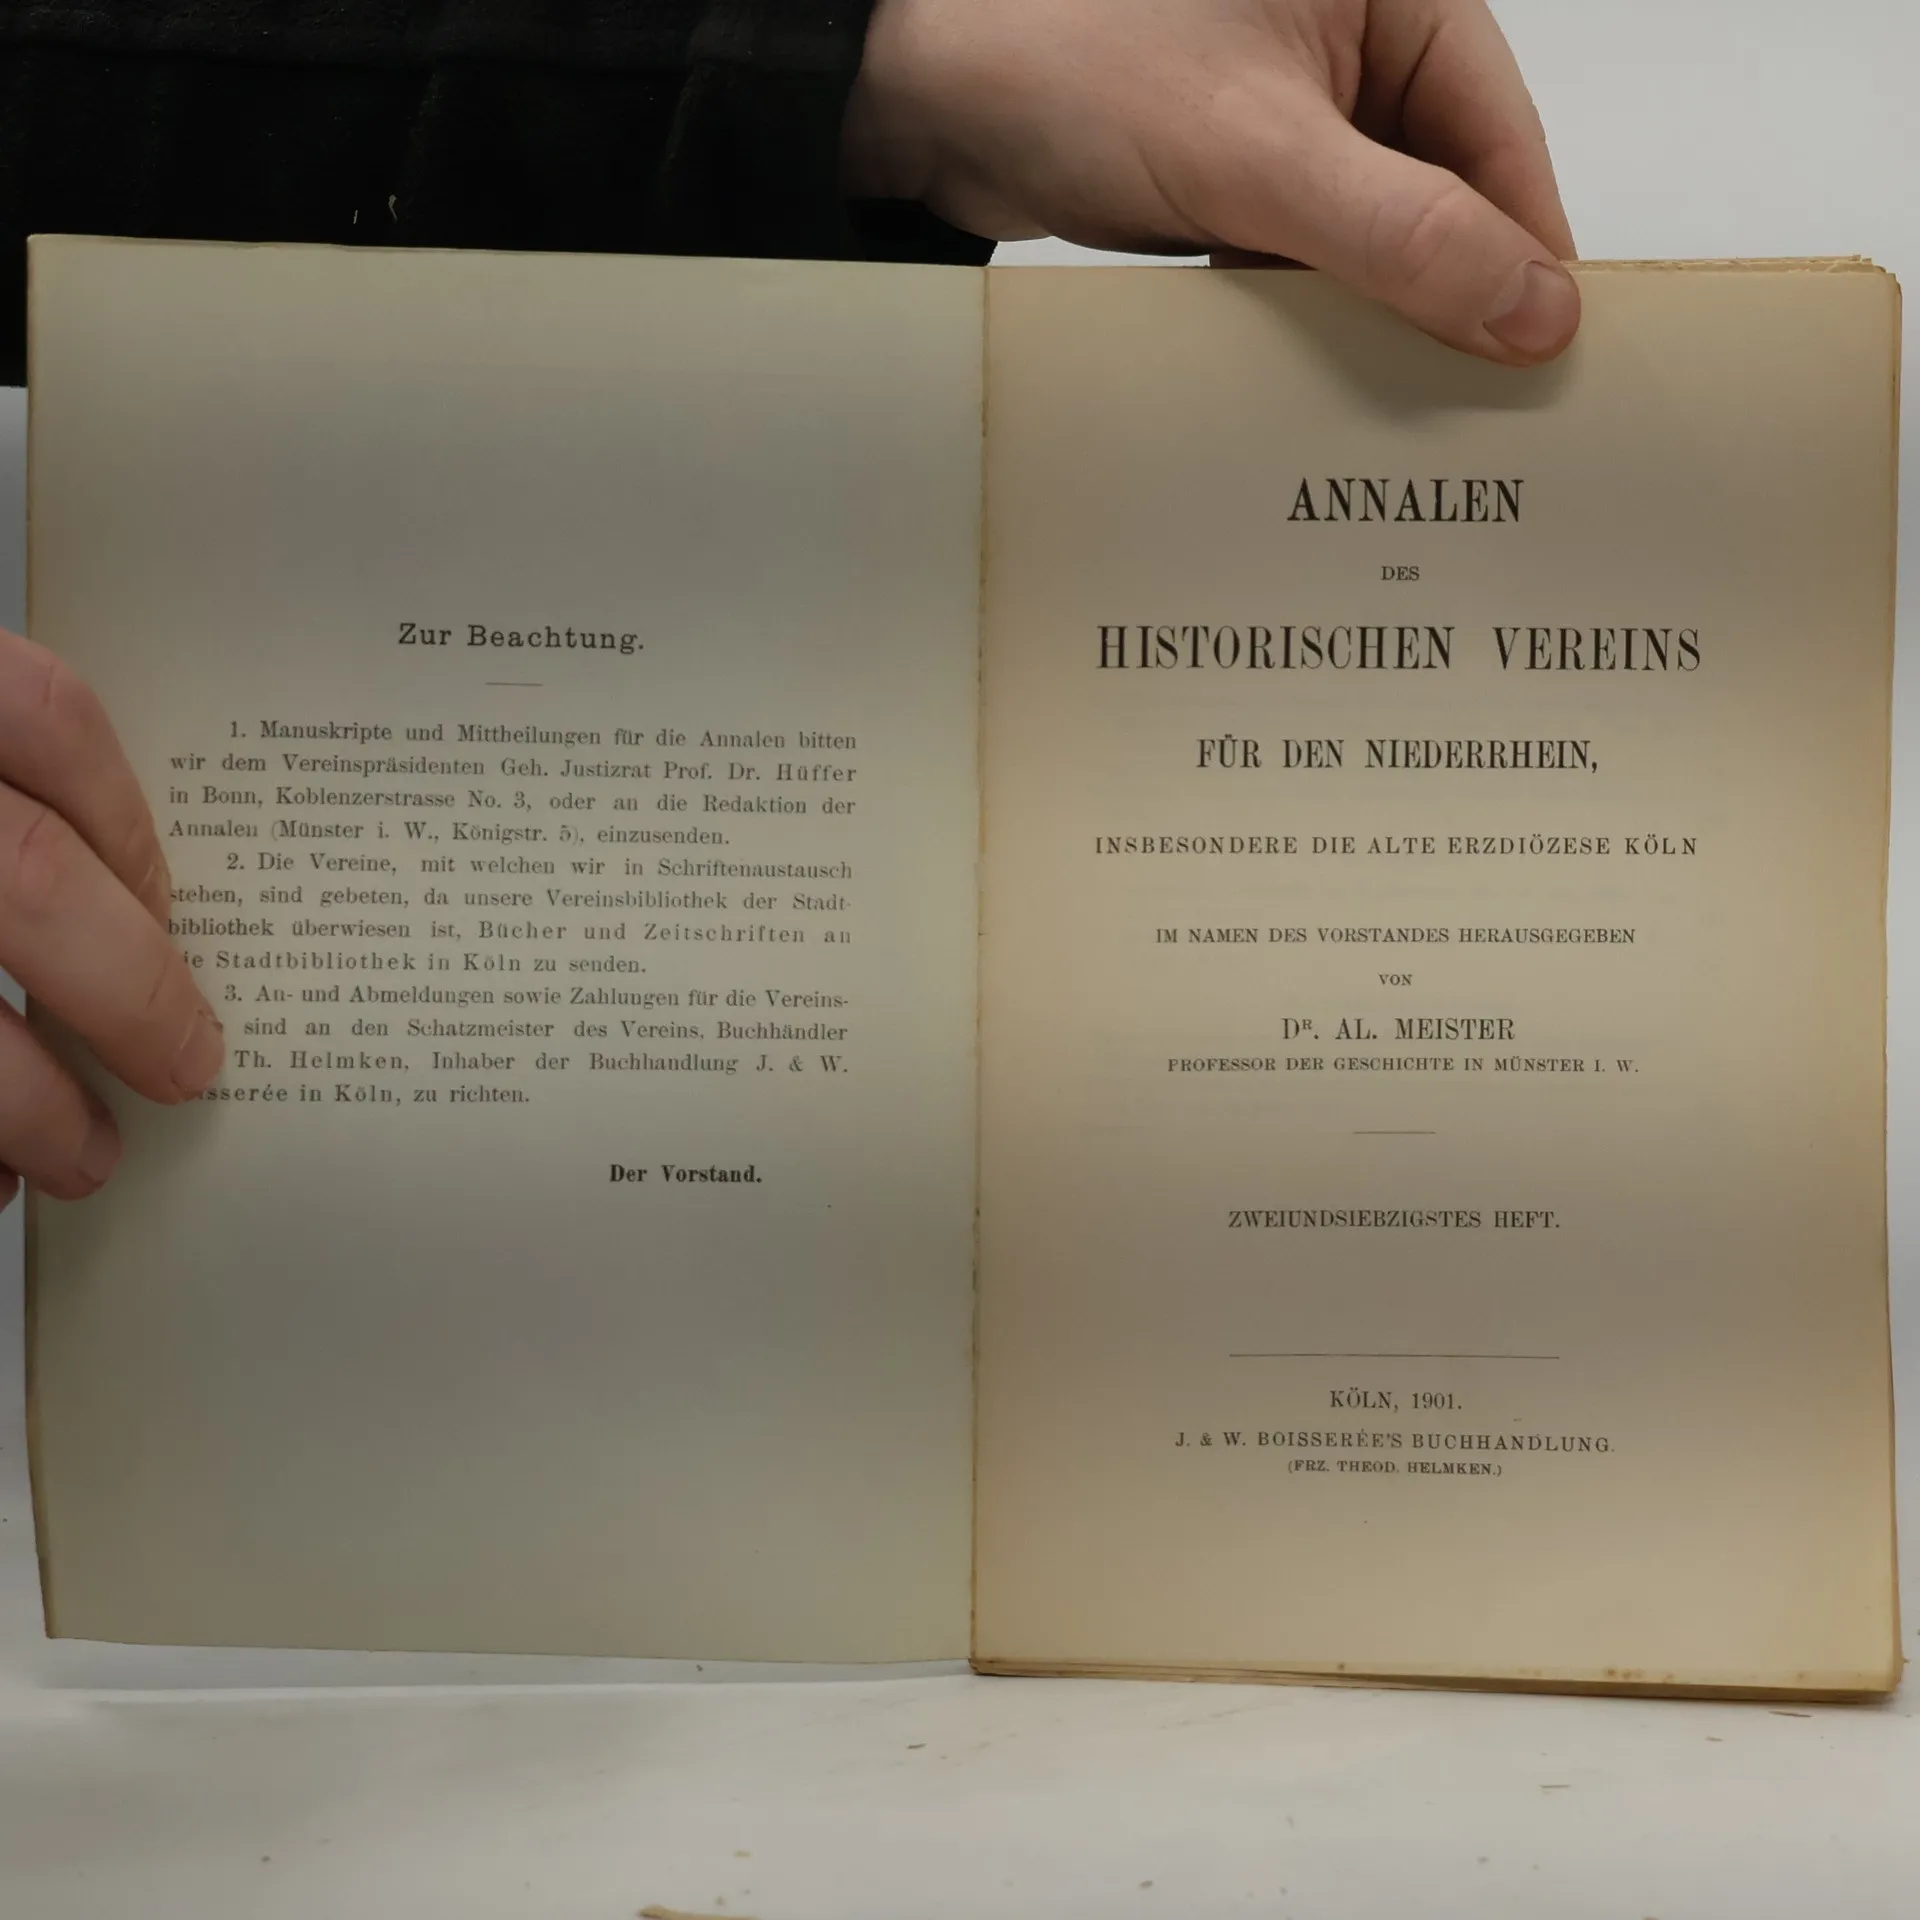 Zur Beachtung.
1. Manuskripte und Mittheilungen für die Annalen bitten
wir dem Vereinspräsidenten Geh. Justizrat Prof. Dr. Hüffer
in Bonn, Koblenzerstrasse No. 3, oder an die Redaktion der
Annalen (Münster i. W., Königstr. 5), einzusenden.
2. Die Vereine, mit welchen wir in Schriftenaustausch
stehen, sind gebeten, da unsere Vereinsbibliothek der Stadt-
bibliothek überwiesen ist, Bücher und Zeitschriften an
ie Stadtbibliothek in Köln zu senden.
3. An- und Abmeldungen sowie Zahlungen für die Vereins-
sind an den Schatzmeister des Vereins, Buchhändler
Th. Helmken, Inhaber der Buchhandlung J. & W.
isserée in Köln, zu richten.
Der Vorstand.
ANNALEN
DES
HISTORISCHEN VEREINS
FÜR DEN NIEDERRHEIN,
INSBESONDERE DIE ALTE ERZDIÖZESE KÖLN
IM NAMEN DES VORSTANDES HERAUSGEGEBEN
VON
DR. AL. MEISTER
PROFESSOR DER GESCHICHTE IN MÜNSTER I. W.
ZWEIUNDSIEBZIGSTES HEFT.
KÖLN, 1901.
J. & W. BOISSERÉE'S BUCHHANDLUNG.
(FRZ. THEOD. HELMKEN.)